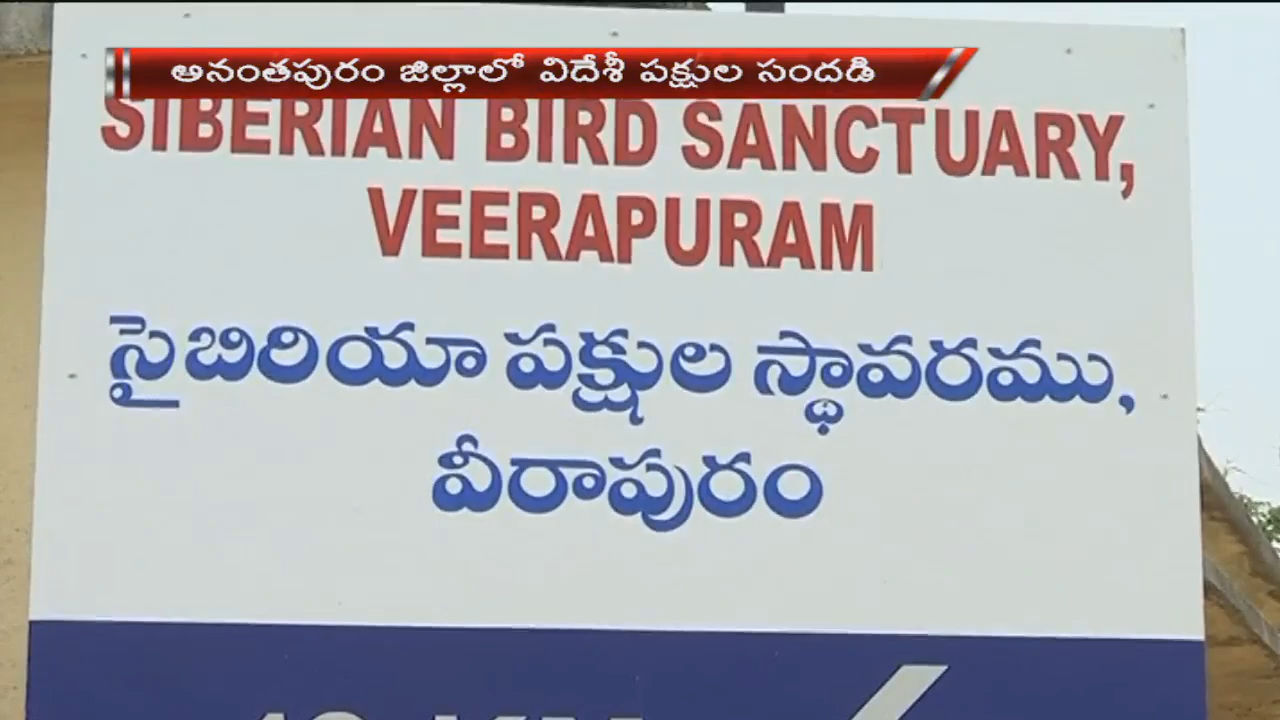 అనంతపురం జిల్లాలో విదేశీ పక్షుల సందడి
SIBERIAN BIRD SANCTUARY,
VEERAPURAM
సైబిరియా పక్షుల స్థావరము,
వీరాపురం